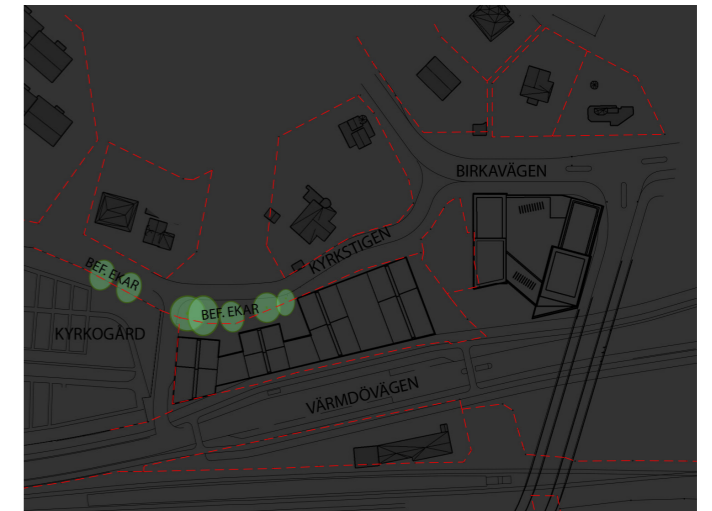 BIRKAVÄGEN
KYRKSTIGEN
BEF. EKAR
BEF. EKAR
KYRKOGÅRD
VÄRMDÖVÄGEN